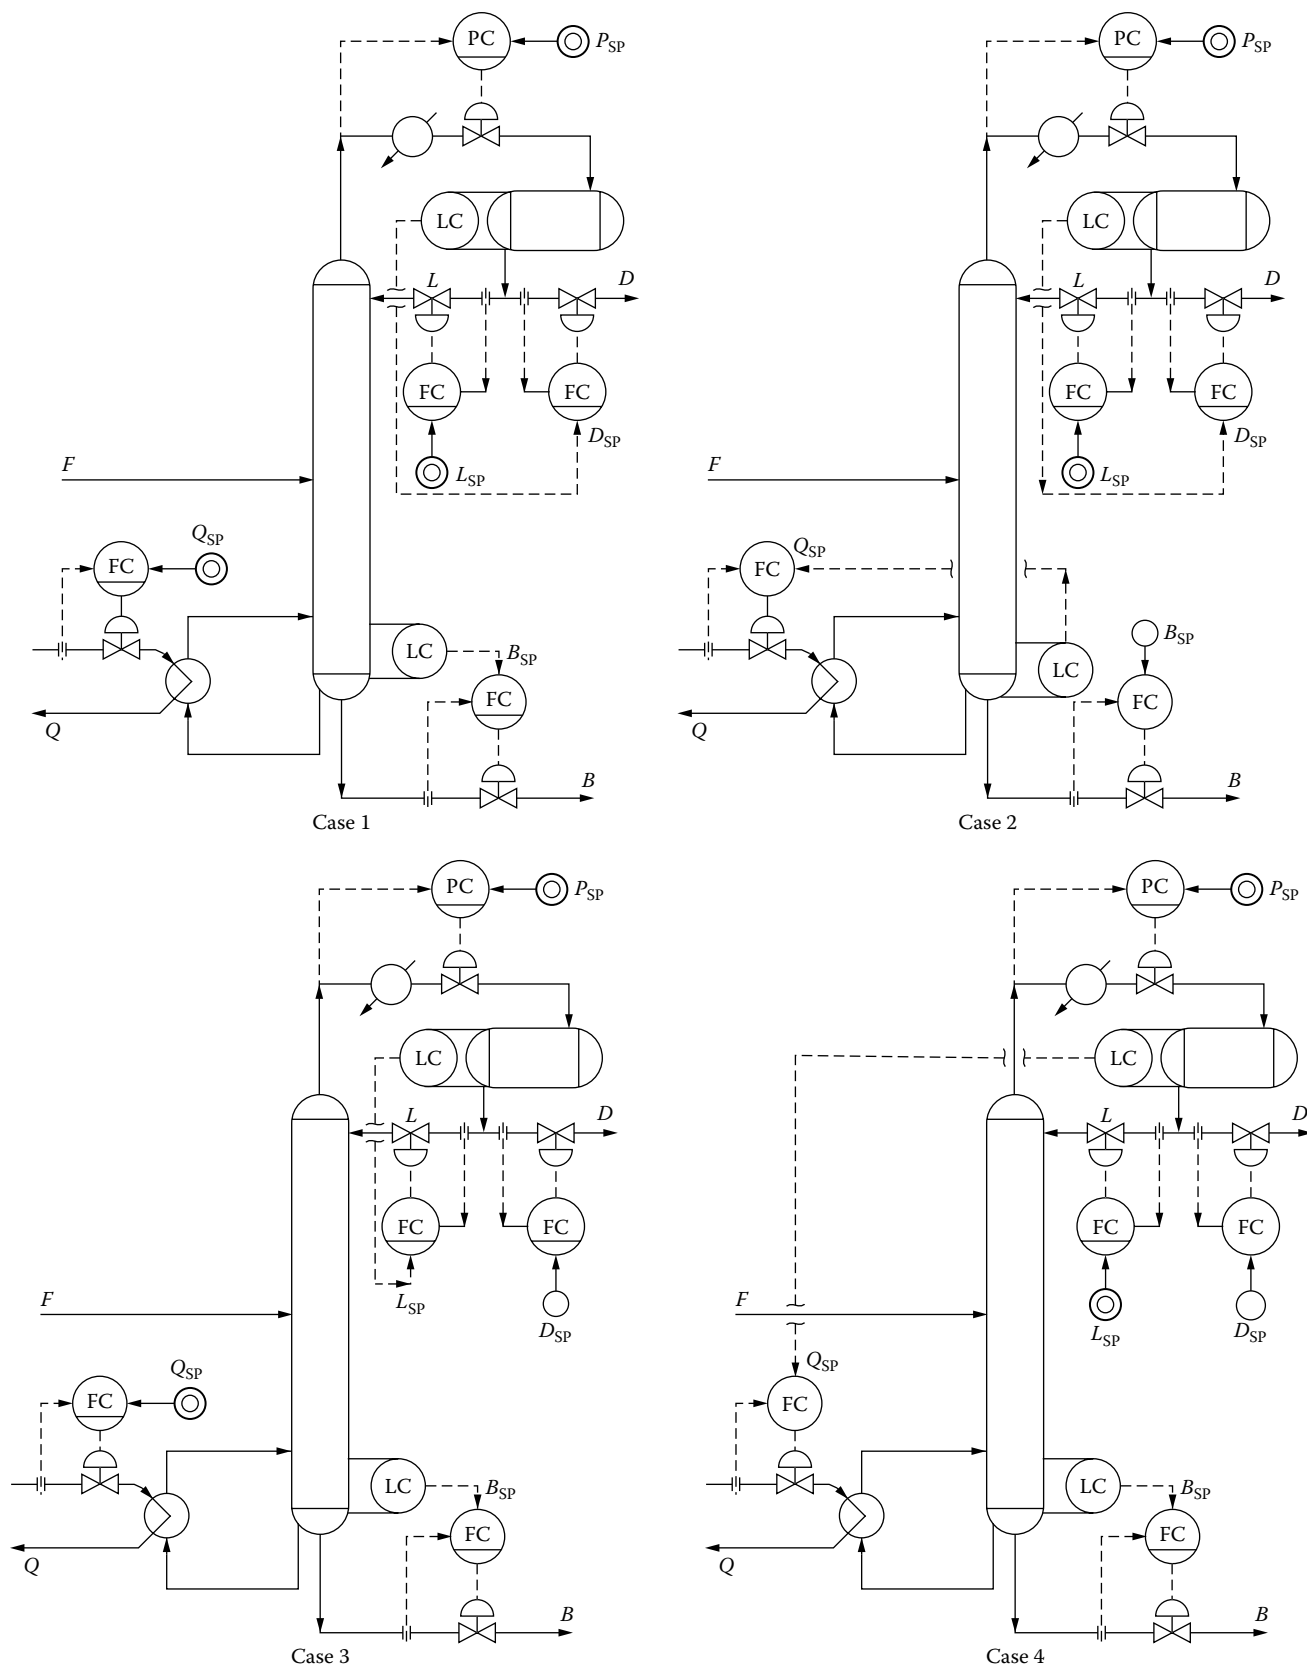 PC P_SP
LC
L D
FC FC
D_SP
L_SP
F
Q_SP
FC
LC B_SP
FC
Q
B
Case 1
PC P_SP
LC
L D
FC FC
D_SP
L_SP
F
Q_SP
FC
B_SP
LC
FC
Q
B
Case 2
PC P_SP
LC
L D
FC FC
L_SP
D_SP
F
Q_SP
FC
LC B_SP
FC
Q
B
Case 3
PC P_SP
LC
L D
FC FC
F
L_SP D_SP
Q_SP
FC
LC B_SP
FC
Q
B
Case 4